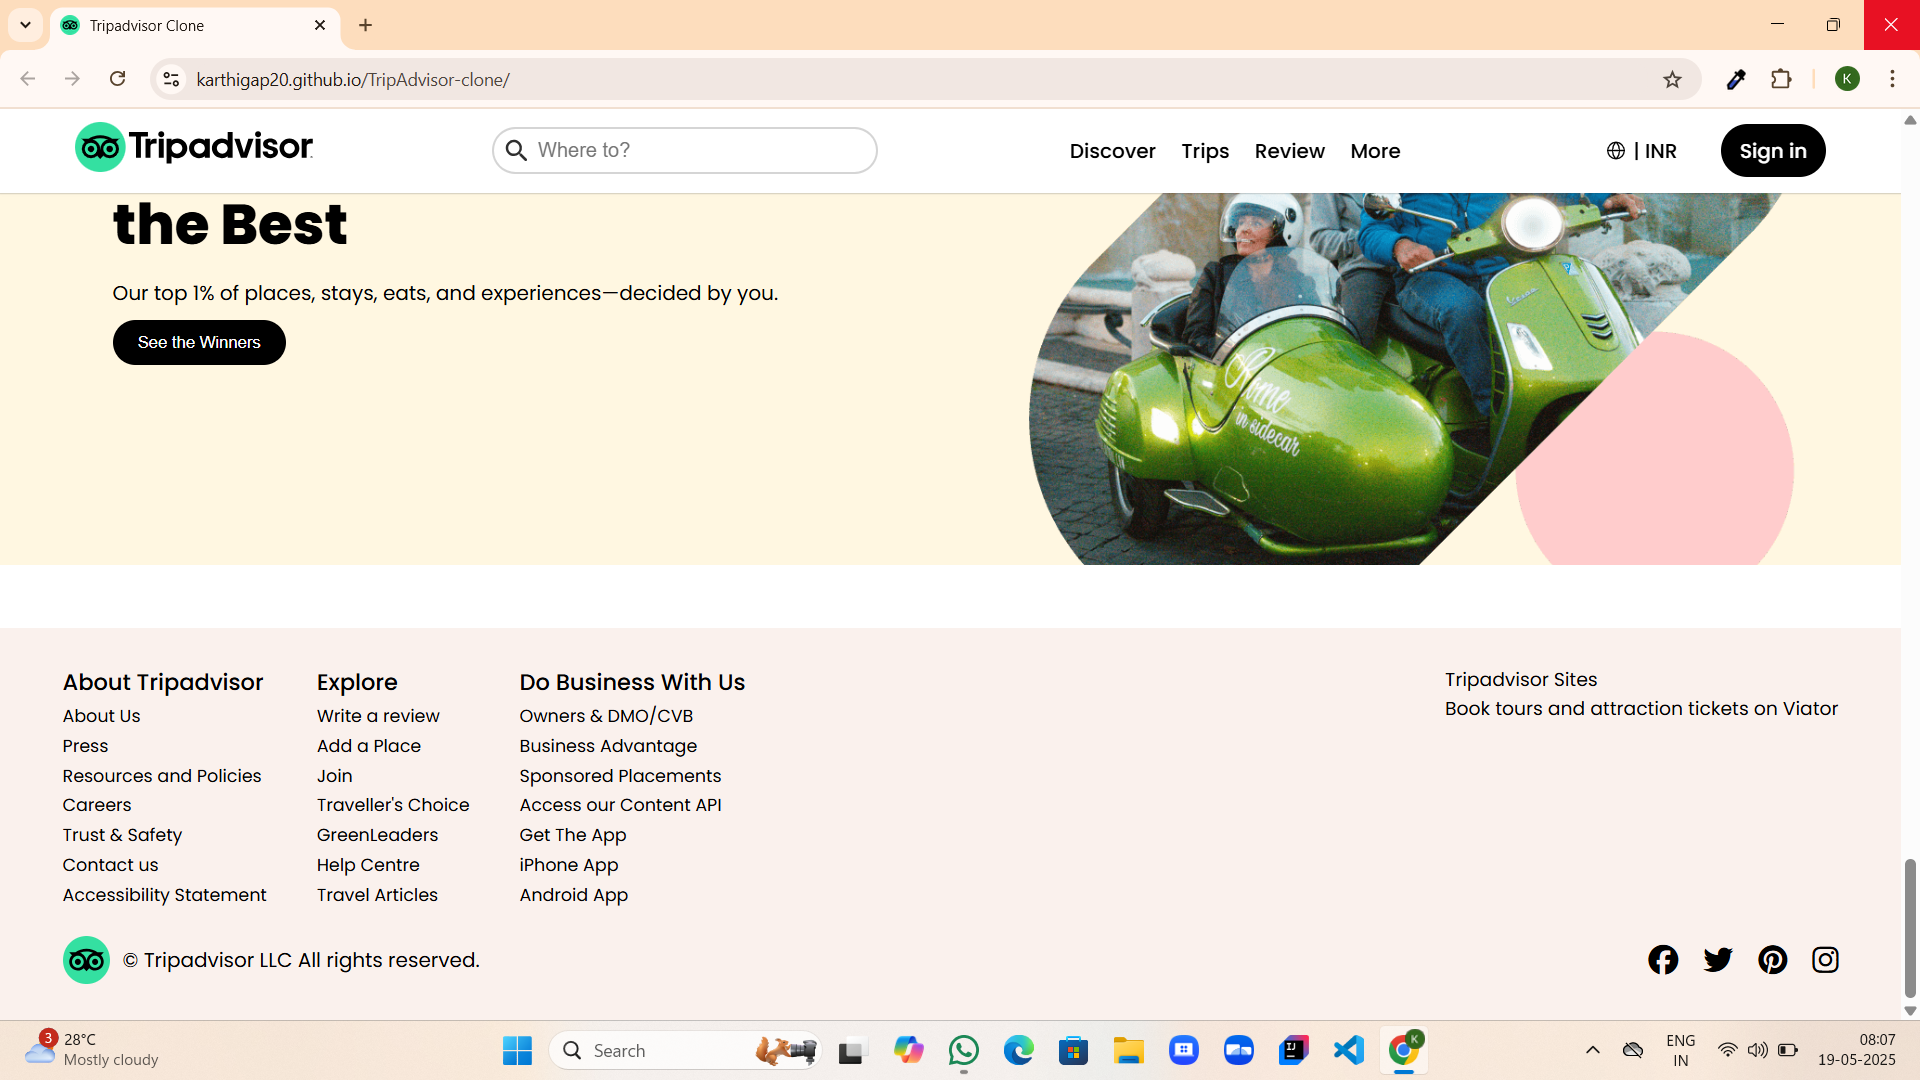 Tripadvisor Clone
karthigap20.github.io/TripAdvisor-clone/
K
Tripadvisor
Where to?
Discover
Trips
Review
More
| INR
Sign in
the Best
Our top 1% of places, stays, eats, and experiences—decided by you.
See the Winners
Rome
in sidecar
About Tripadvisor
About Us
Press
Resources and Policies
Careers
Trust & Safety
Contact us
Accessibility Statement
Explore
Write a review
Add a Place
Join
Traveller's Choice
GreenLeaders
Help Centre
Travel Articles
Do Business With Us
Owners & DMO/CVB
Business Advantage
Sponsored Placements
Access our Content API
Get The App
iPhone App
Android App
Tripadvisor Sites
Book tours and attraction tickets on Viator
© Tripadvisor LLC All rights reserved.
3
28°C
Mostly cloudy
Search
IJ
K
ENG
IN
08:07
19-05-2025